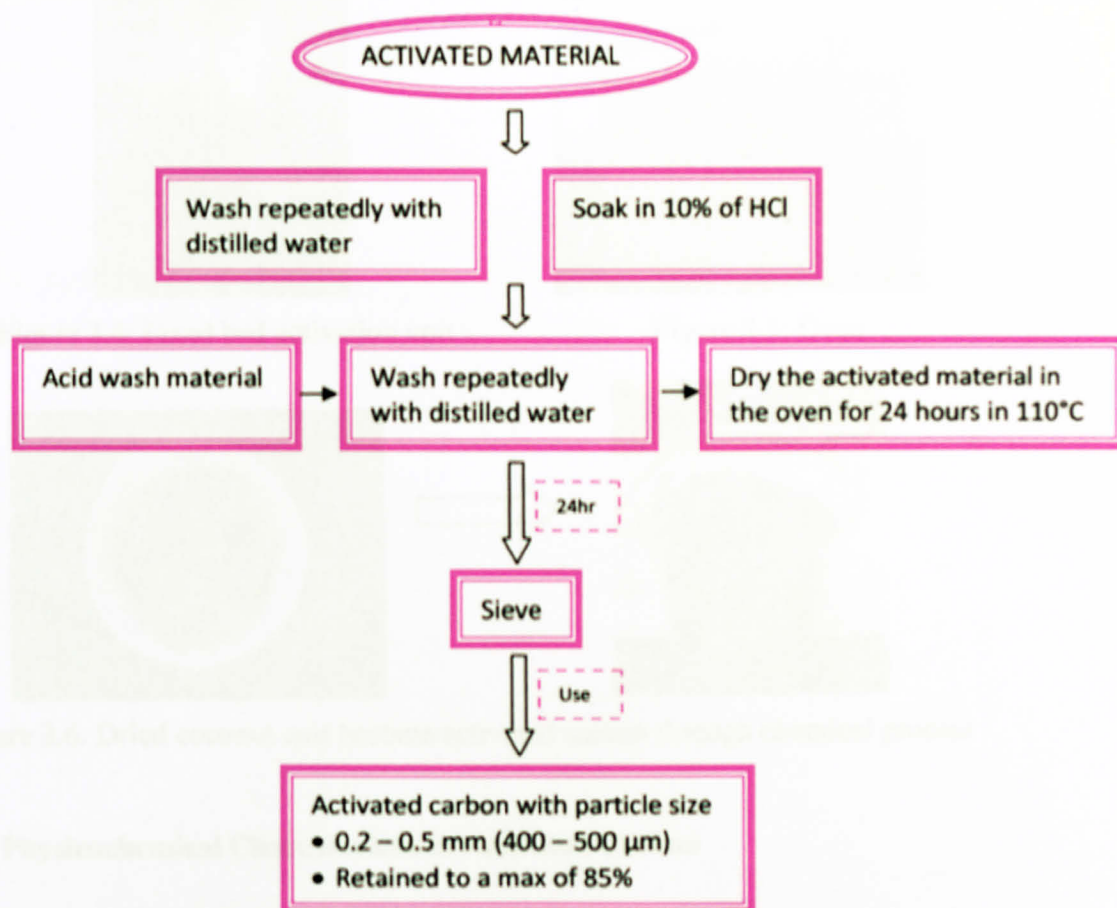 ACTIVATED MATERIAL
Wash repeatedly with
distilled water
Soak in 10% of HCl
Acid wash material
Wash repeatedly
with distilled water
Dry the activated material in
the oven for 24 hours in 110°C
24hr
Sieve
Use
Activated carbon with particle size
• 0.2 – 0.5 mm (400 – 500 µm)
• Retained to a max of 85%